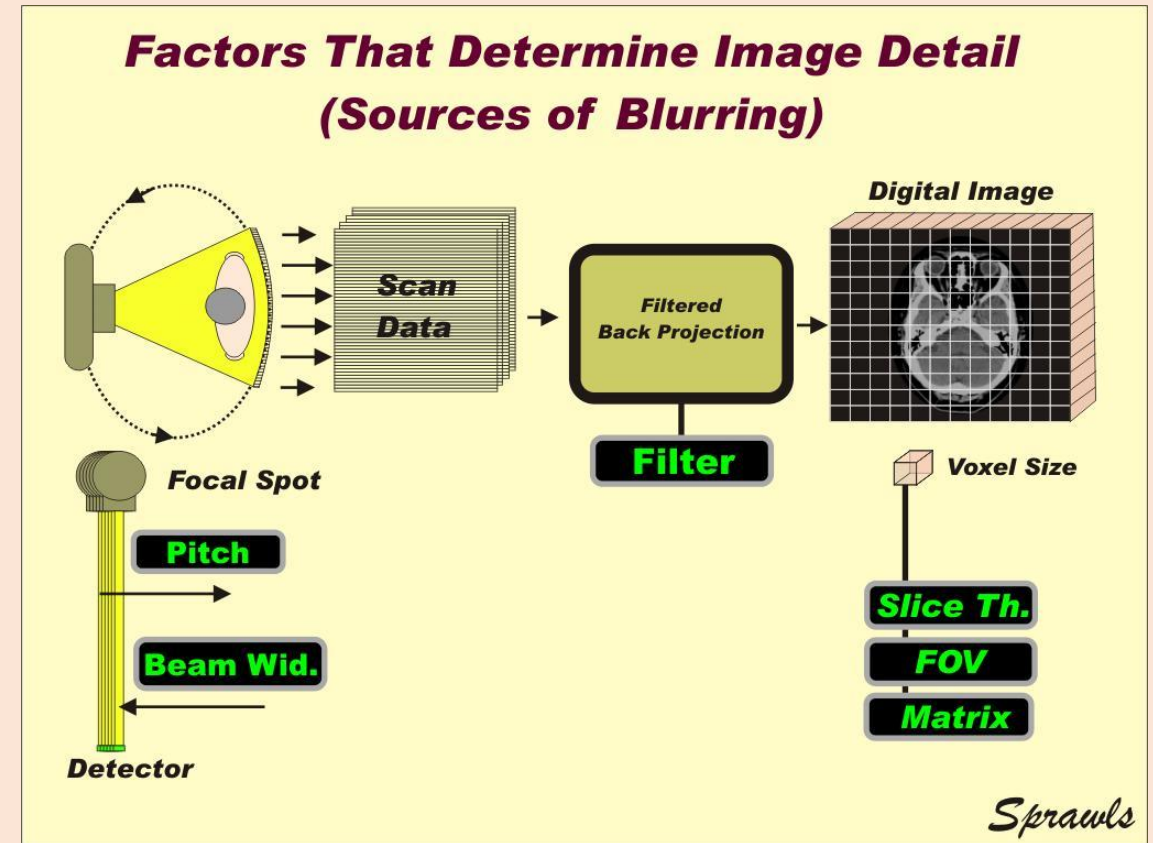 Factors That Determine Image Detail
(Sources of Blurring)
Digital Image
Scan
Data
Filtered
Back Projection
Filter
Focal Spot
Voxel Size
Pitch
Slice Th.
Beam Wid.
FOV
Matrix
Detector
Sprawls